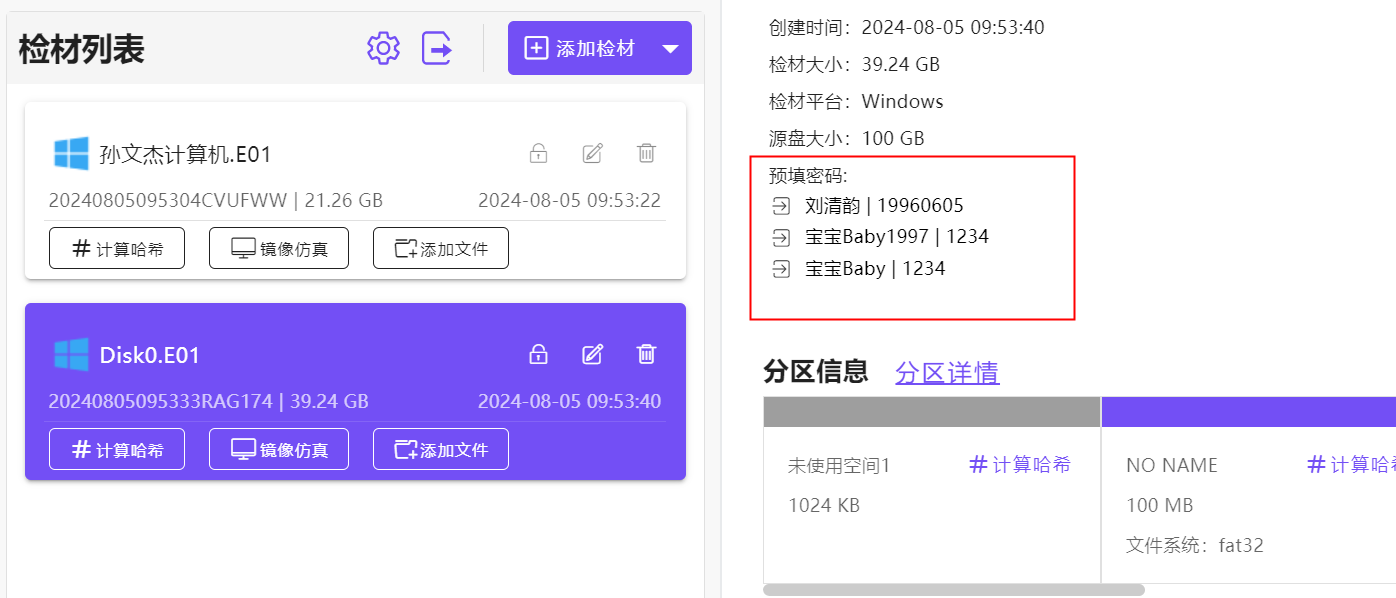 检材列表
添加检材
孙文杰计算机.E01
20240805095304CVUFWW | 21.26 GB
2024-08-05 09:53:22
计算哈希
镜像仿真
添加文件
Disk0.E01
20240805095333RAG174 | 39.24 GB
2024-08-05 09:53:40
计算哈希
镜像仿真
添加文件
创建时间：2024-08-05 09:53:40
检材大小：39.24 GB
检材平台：Windows
源盘大小：100 GB
预填密码:
刘清韵 | 19960605
宝宝Baby1997 | 1234
宝宝Baby | 1234
分区信息 分区详情
未使用空间1
计算哈希
1024 KB
NO NAME
计算哈希
100 MB
文件系统：fat32